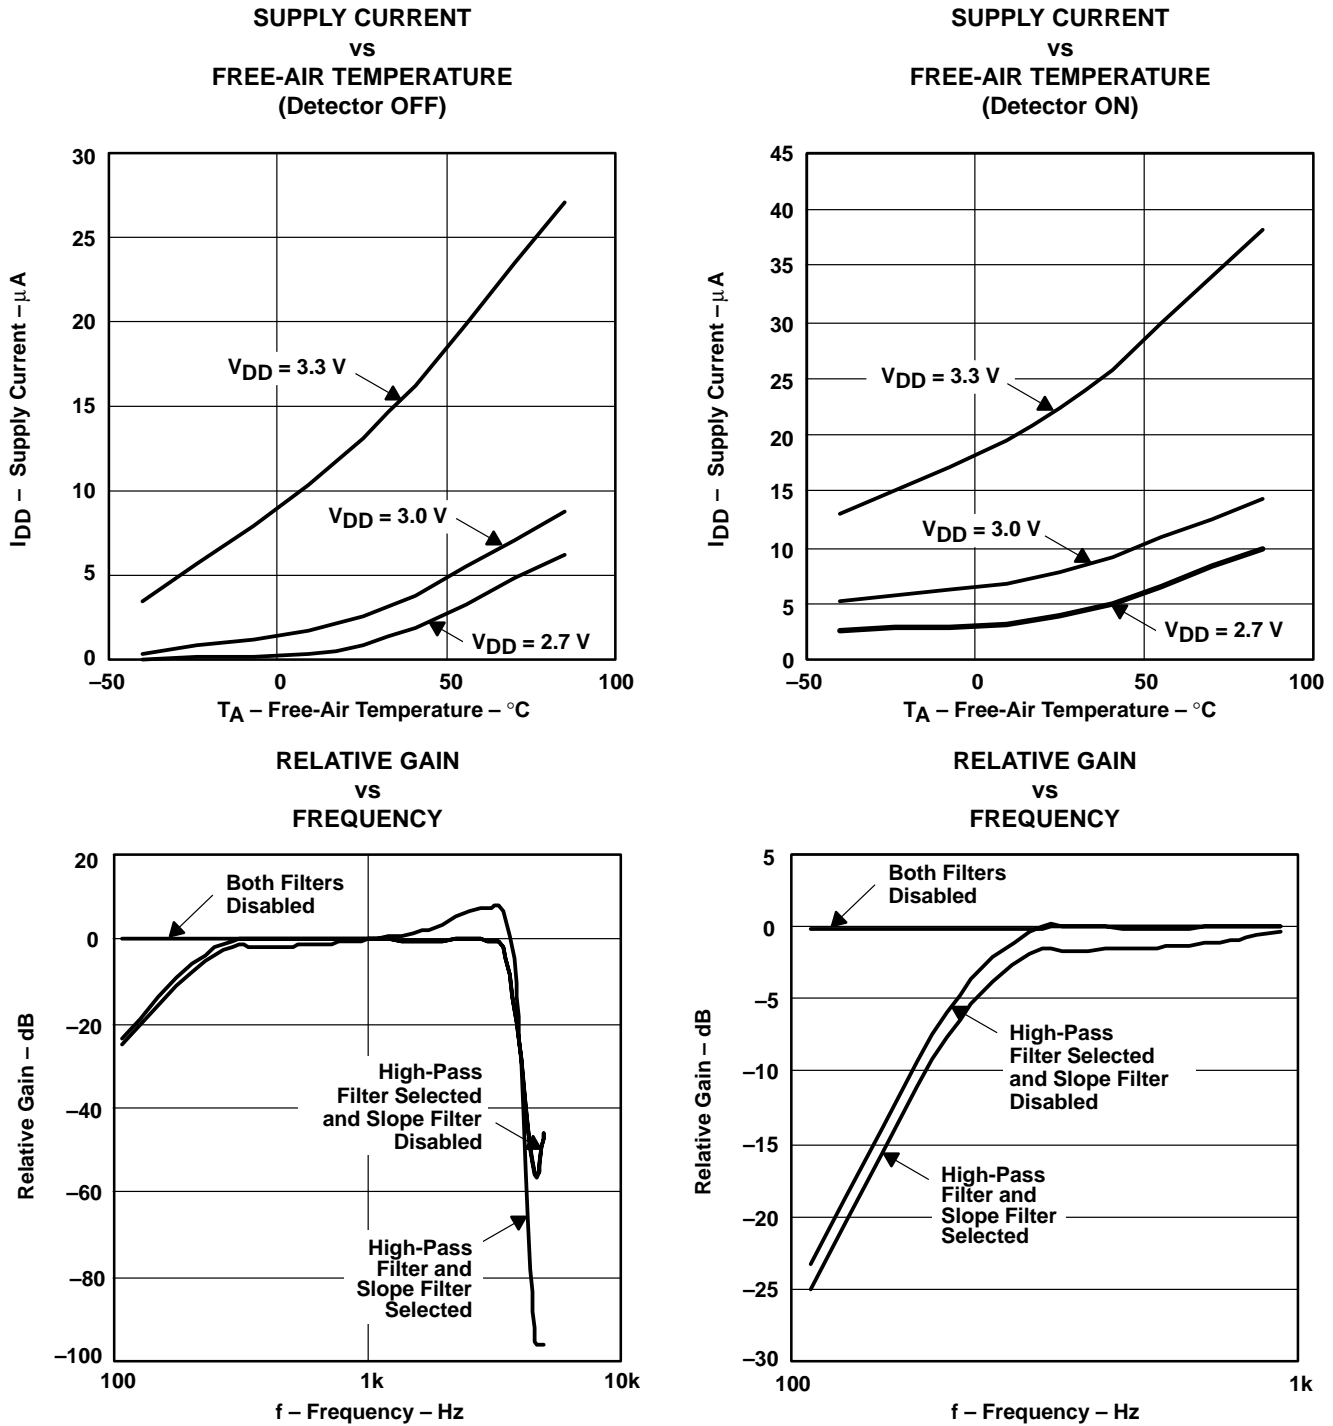 SUPPLY CURRENT
vs
FREE-AIR TEMPERATURE
(Detector OFF)
30
25
20
15
10
5
0
–50
0
50
100
IDD – Supply Current – μA
VDD = 3.3 V
VDD = 3.0 V
VDD = 2.7 V
TA – Free-Air Temperature – °C
SUPPLY CURRENT
vs
FREE-AIR TEMPERATURE
(Detector ON)
45
40
35
30
25
20
15
10
5
0
–50
0
50
100
IDD – Supply Current – μA
VDD = 3.3 V
VDD = 3.0 V
VDD = 2.7 V
TA – Free-Air Temperature – °C
RELATIVE GAIN
vs
FREQUENCY
20
0
–20
–40
–60
–80
–100
100
1k
10k
Relative Gain – dB
Both Filters
Disabled
High-Pass
Filter Selected
and Slope Filter
Disabled
High-Pass
Filter and
Slope Filter
Selected
f – Frequency – Hz
RELATIVE GAIN
vs
FREQUENCY
5
0
–5
–10
–15
–20
–25
–30
100
1k
Relative Gain – dB
Both Filters
Disabled
High-Pass
Filter Selected
and Slope Filter
Disabled
High-Pass
Filter and
Slope Filter
Selected
f – Frequency – Hz